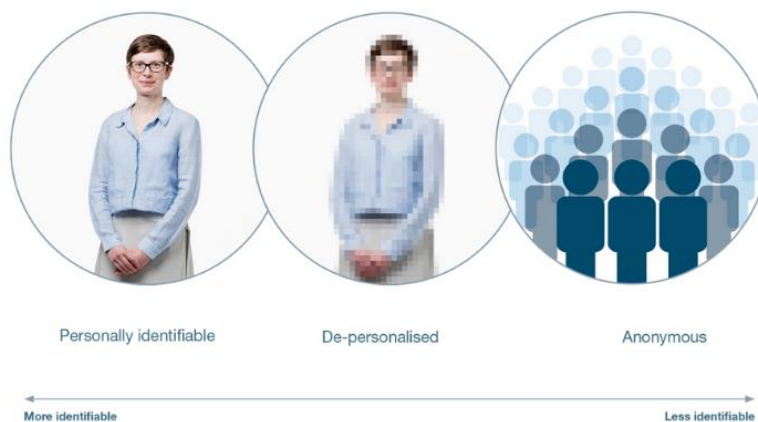 Personally identifiable
De-personalised
Anonymous
More identifiable
Less identifiable